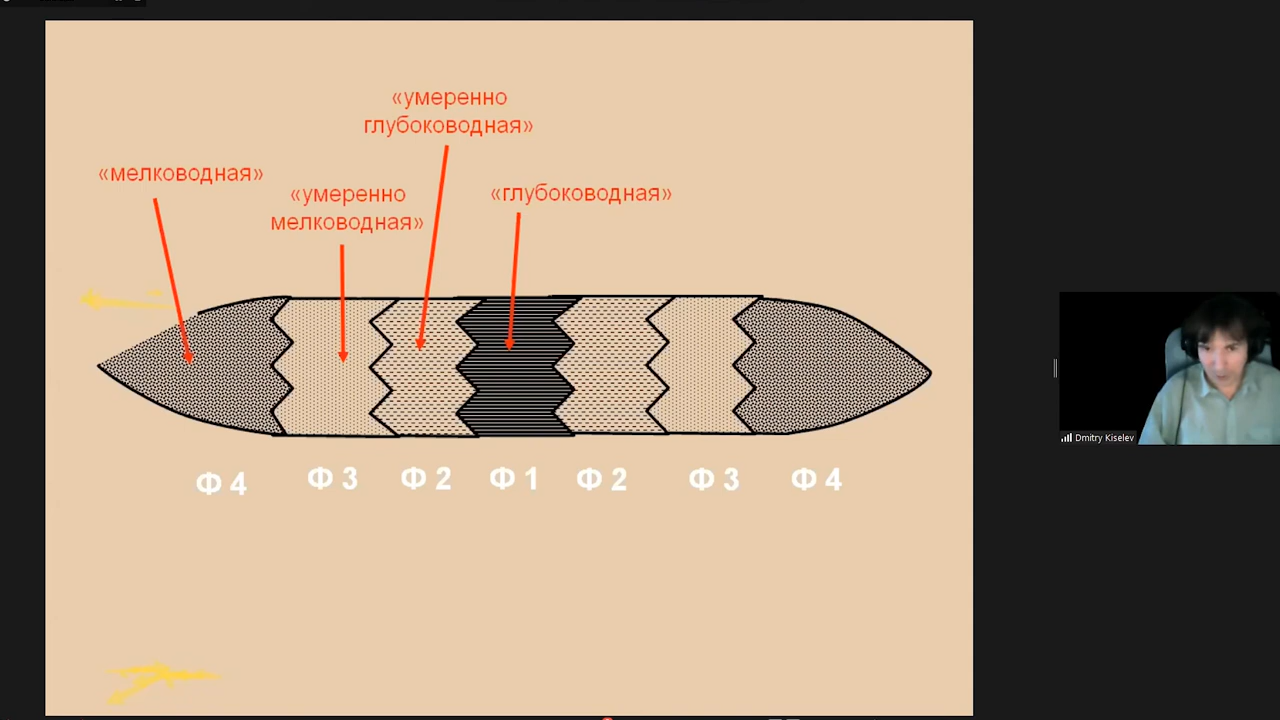 «умеренно
глубоководная»
«мелководная»
«умеренно
мелководная»
«глубоководная»
Ф 4
Ф 3
Ф 2
Ф 1
Ф 2
Ф 3
Ф 4
Dmitry Kiselev